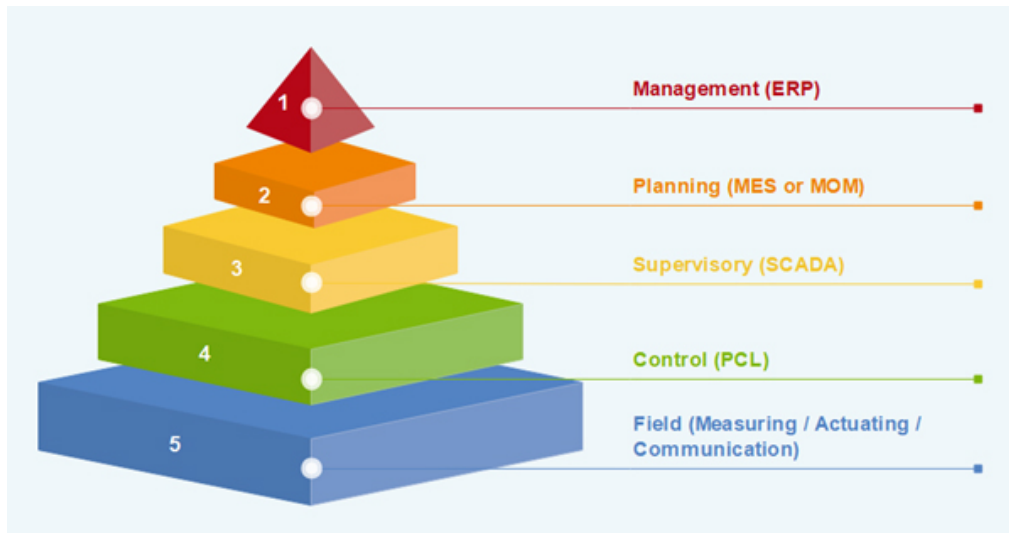 1
Management (ERP)
2
Planning (MES or MOM)
3
Supervisory (SCADA)
4
Control (PCL)
5
Field (Measuring / Actuating /
Communication)